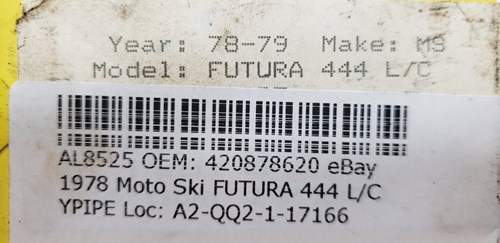 Year: 78-79 Make: MS
Model: FUTURA 444 L/C
AL8525 OEM: 420878620 eBay
1978 Moto Ski FUTURA 444 L/C
YPIPE Loc: A2-QQ2-1-17166